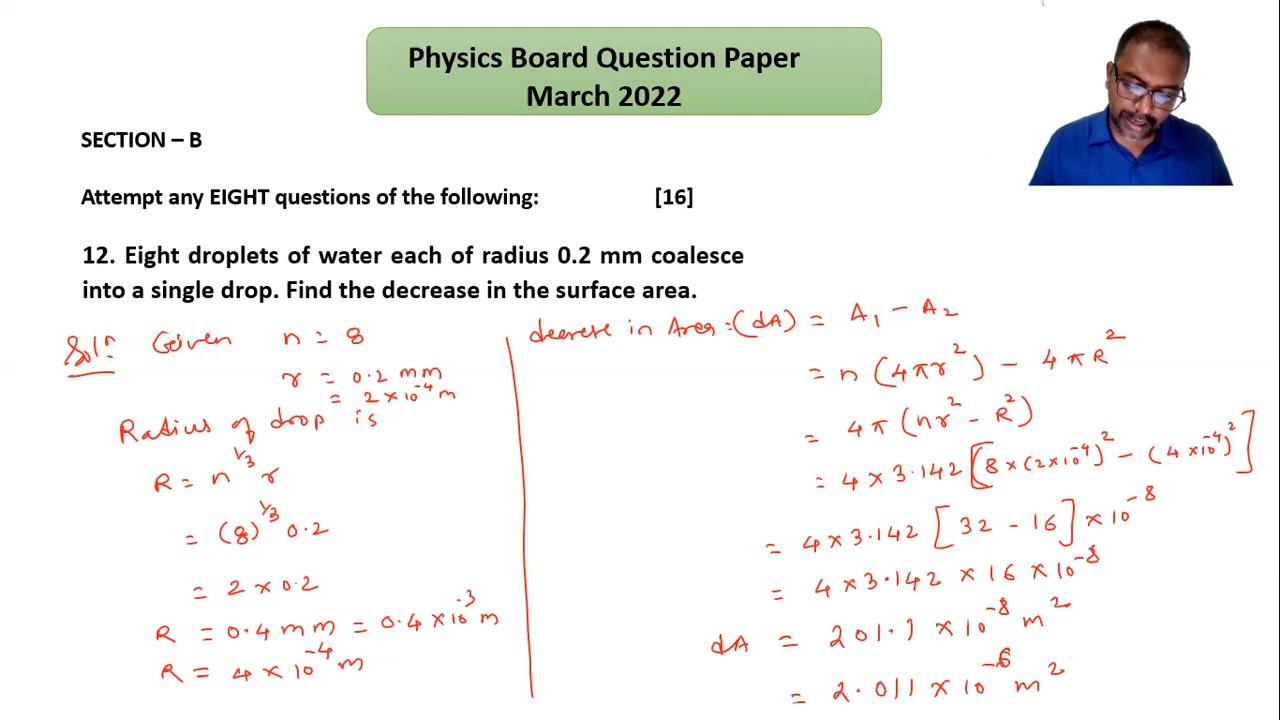 Physics Board Question Paper
March 2022
SECTION – B
Attempt any EIGHT questions of the following: [16]
12. Eight droplets of water each of radius 0.2 mm coalesce
into a single drop. Find the decrease in the surface area.
Solⁿ: Given n = 8
r = 0.2 mm
= 2 × 10⁻⁴ m
Radius of drop is
R = n^1/3 r
= (8)^1/3 0.2
= 2 × 0.2
R = 0.4 mm = 0.4 × 10⁻³ m
R = 4 × 10⁻⁴ m
decrese in Area = (dA) = A₁ – A₂
= n (4πr²) – 4πR²
= 4π (nr² – R²)
= 4 × 3.142 [8 × (2×10⁻⁴)² – (4×10⁻⁴)²]
= 4 × 3.142 [32 – 16] × 10⁻⁸
= 4 × 3.142 × 16 × 10⁻⁸
dA = 201.1 × 10⁻⁸ m²
= 2.011 × 10⁻⁶ m²